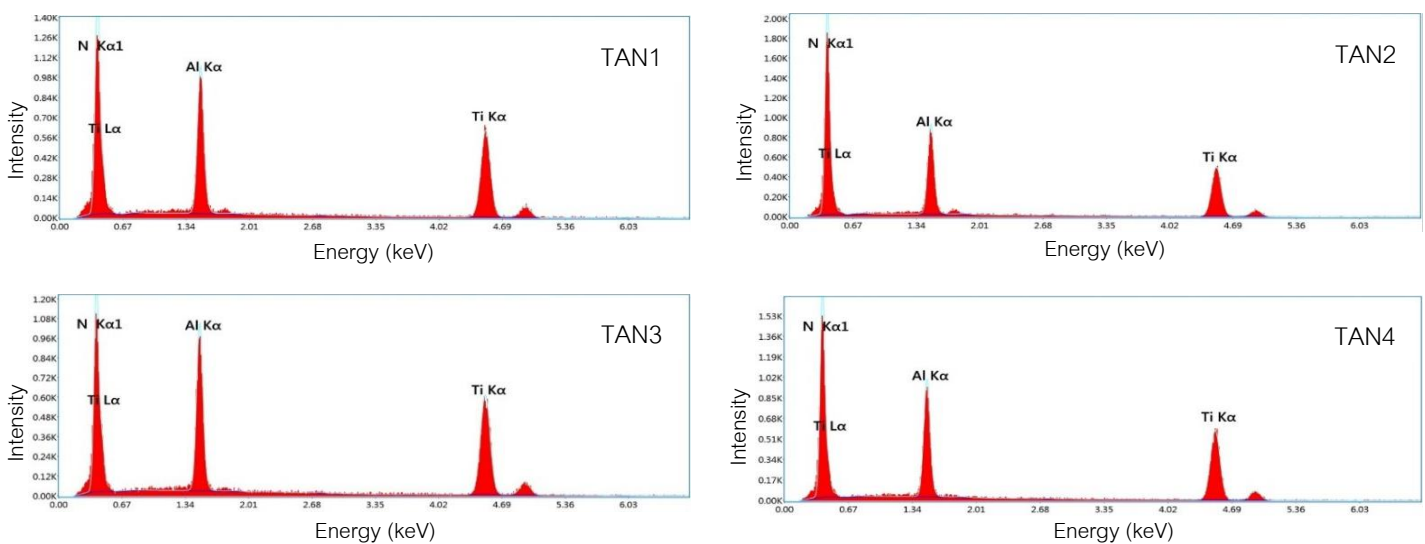 TAN1
Intensity
1.40K
1.26K
1.12K
0.98K
0.84K
0.70K
0.56K
0.42K
0.28K
0.14K
0.00K
N Kα1
Ti Lα
Al Kα
Ti Kα
0.00 0.67 1.34 2.01 2.68 3.35 4.02 4.69 5.36 6.03
Energy (keV)
TAN2
Intensity
2.00K
1.80K
1.60K
1.40K
1.20K
1.00K
0.80K
0.60K
0.40K
0.20K
0.00K
N Kα1
Ti Lα
Al Kα
Ti Kα
0.00 0.67 1.34 2.01 2.68 3.35 4.02 4.69 5.36 6.03
Energy (keV)
TAN3
Intensity
1.20K
1.08K
0.96K
0.84K
0.72K
0.60K
0.48K
0.36K
0.24K
0.12K
0.00K
N Kα1
Ti Lα
Al Kα
Ti Kα
0.00 0.67 1.34 2.01 2.68 3.35 4.02 4.69 5.36 6.03
Energy (keV)
TAN4
Intensity
1.53K
1.36K
1.19K
1.02K
0.85K
0.68K
0.51K
0.34K
0.17K
0.00K
N Kα1
Ti Lα
Al Kα
Ti Kα
0.00 0.67 1.34 2.01 2.68 3.35 4.02 4.69 5.36 6.03
Energy (keV)